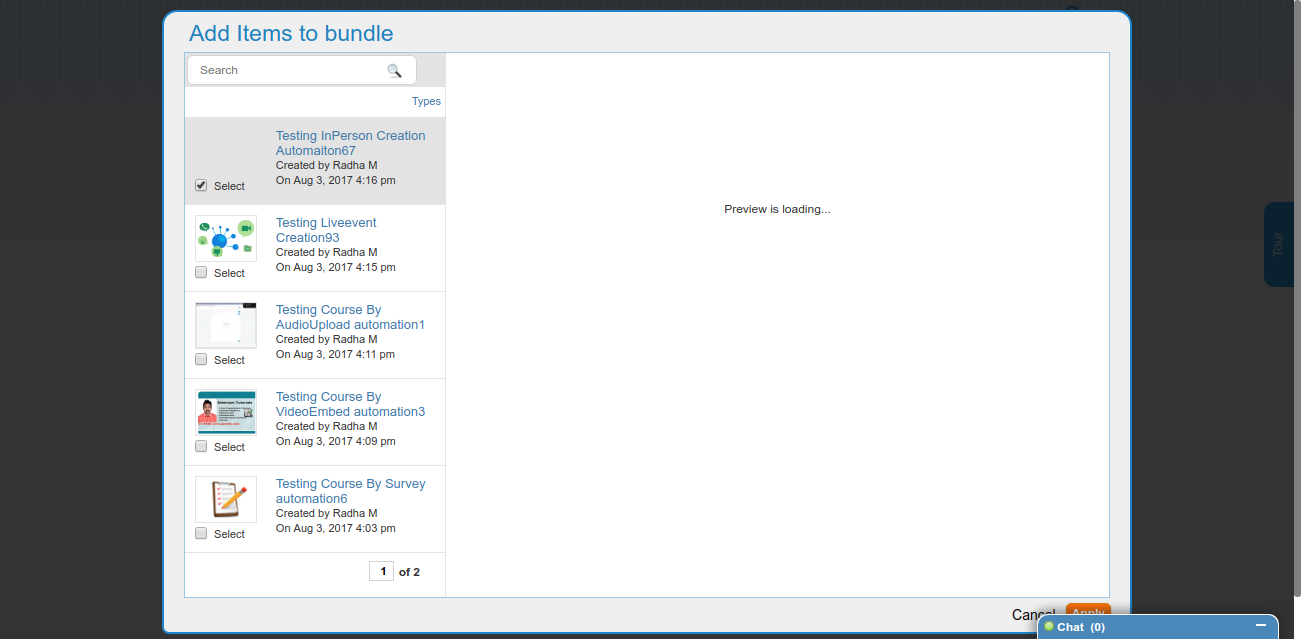 Add Items to bundle
Search
Types
Testing InPerson Creation
Automaiton67
Created by Radha M
On Aug 3, 2017 4:16 pm
Select
Testing Liveevent
Creation93
Created by Radha M
On Aug 3, 2017 4:15 pm
Select
Testing Course By
AudioUpload automation1
Created by Radha M
On Aug 3, 2017 4:11 pm
Select
Testing Course By
VideoEmbed automation3
Created by Radha M
On Aug 3, 2017 4:09 pm
Select
Testing Course By Survey
automation6
Created by Radha M
On Aug 3, 2017 4:03 pm
Select
1 of 2
Preview is loading...
Tour
Cancel
Apply
Chat (0)